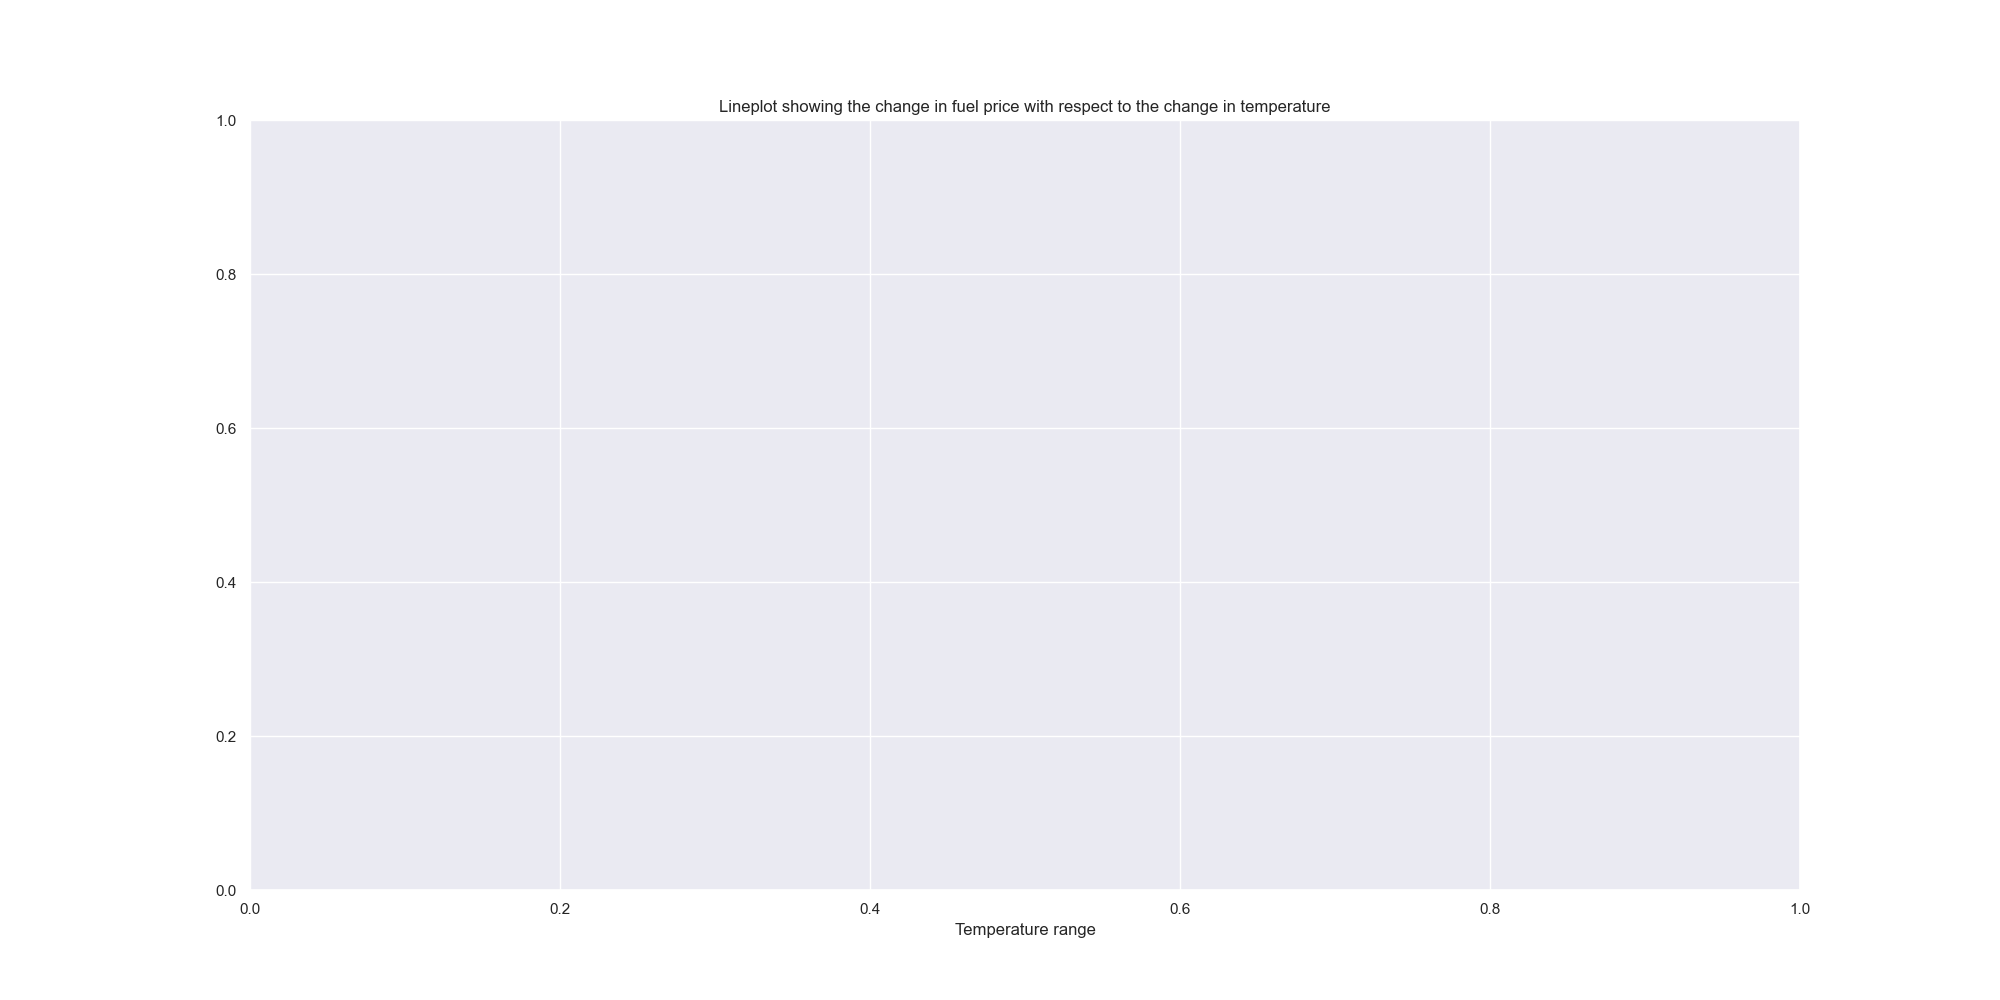 Lineplot showing the change in fuel price with respect to the change in temperature
1.0
0.8
0.6
0.4
0.2
0.0
0.0 0.2 0.4 0.6 0.8 1.0
Temperature range